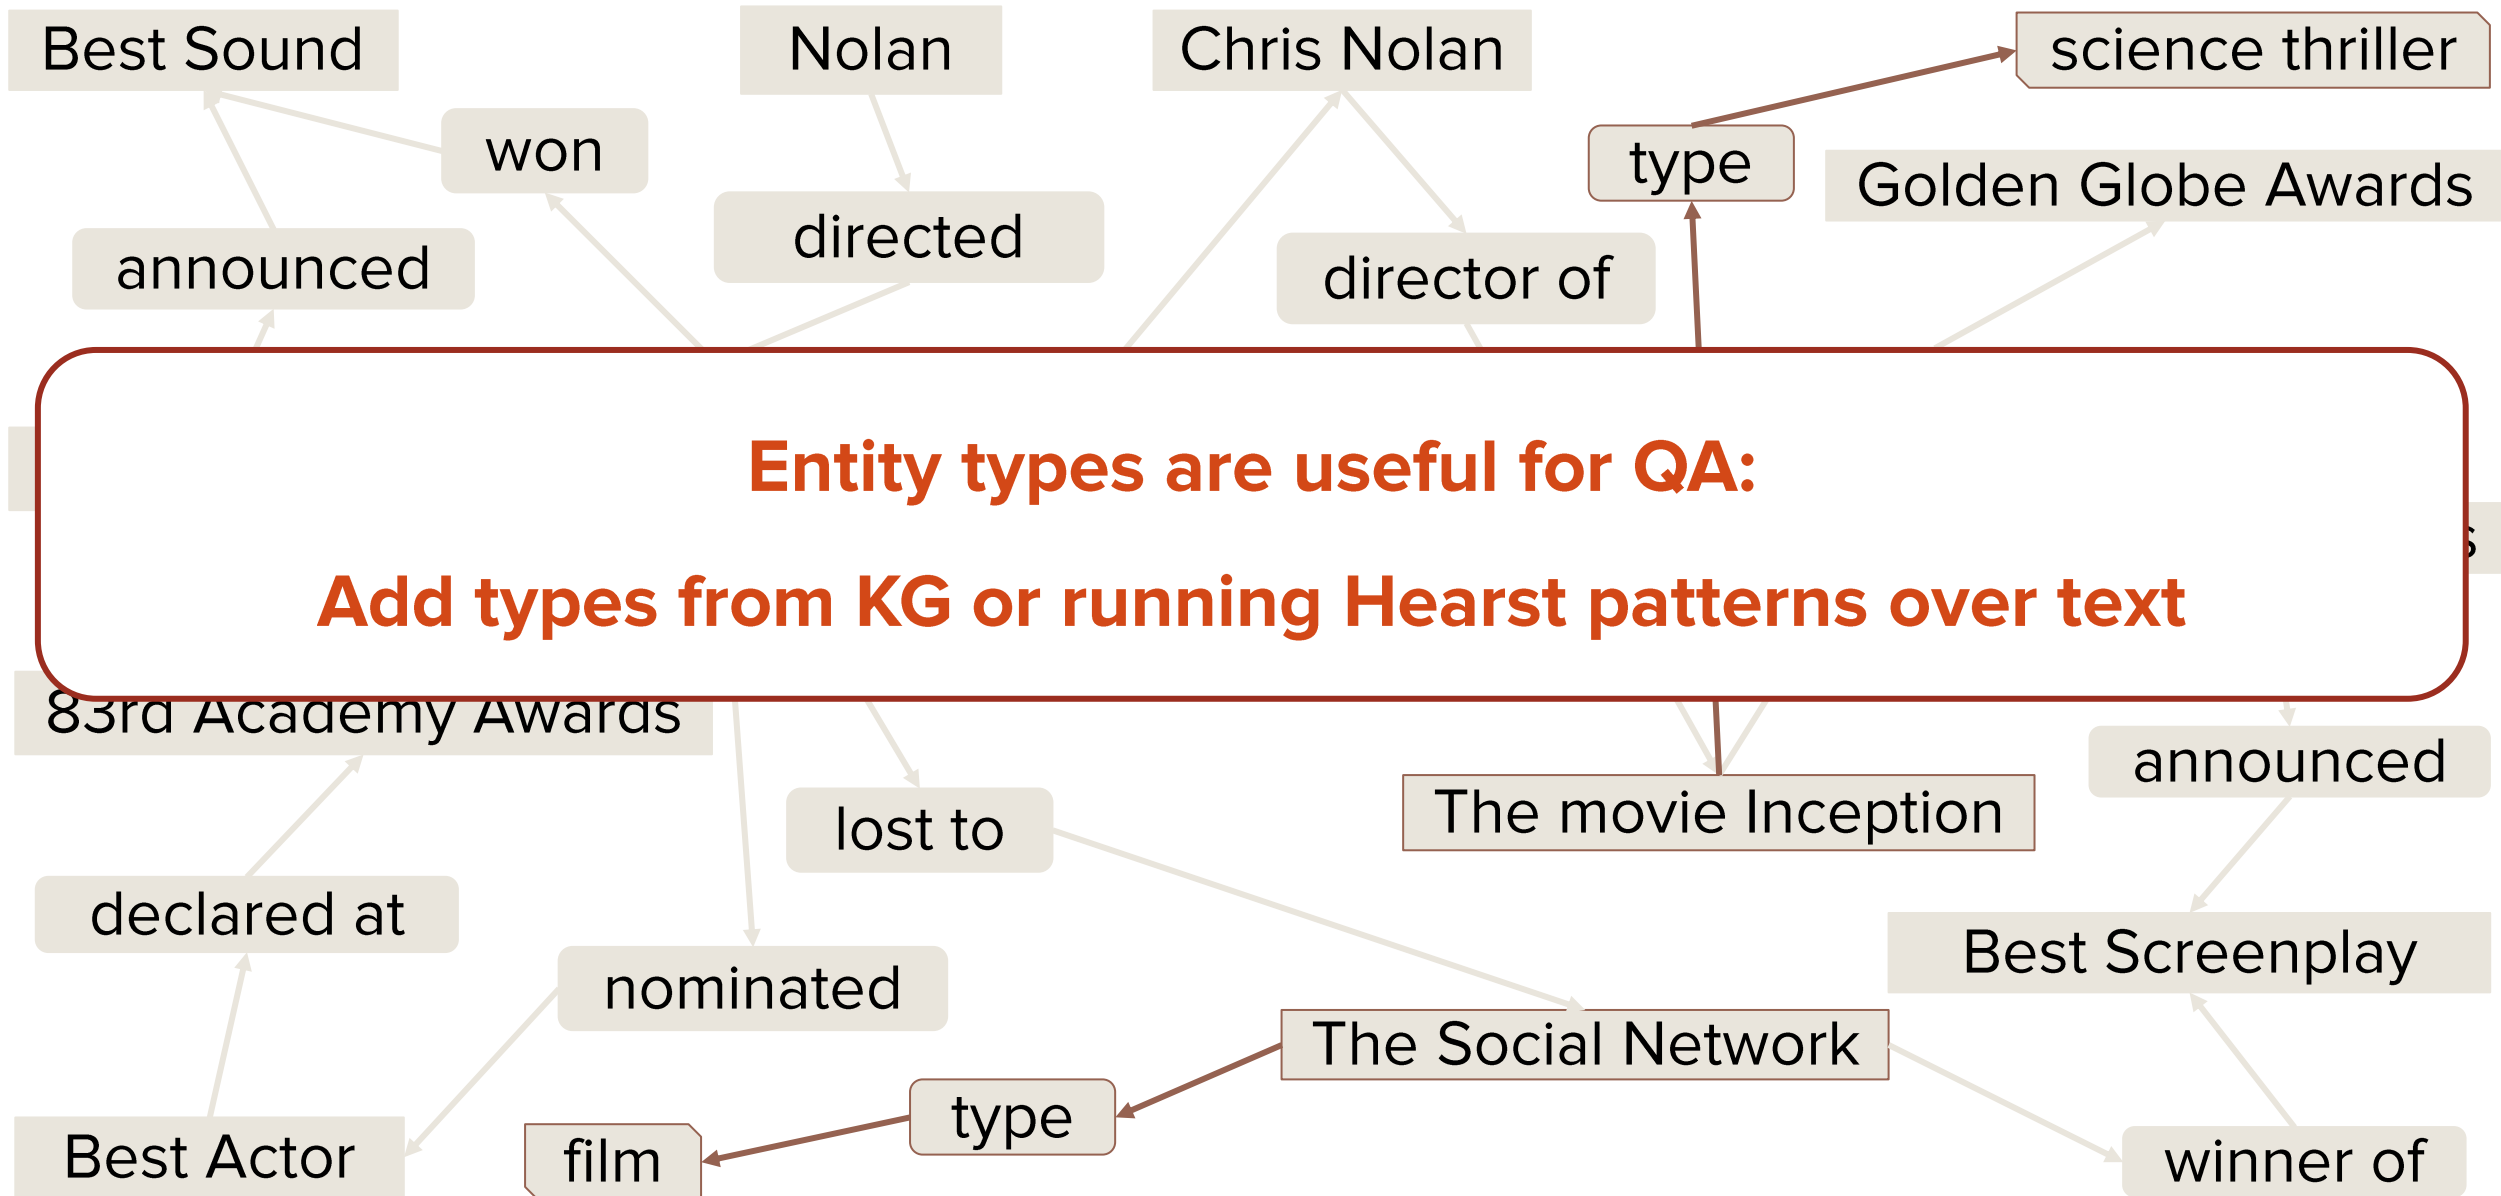 Best Sound
Nolan
Chris Nolan
science thriller
won
type
Golden Globe Awards
directed
announced
director of
Entity types are useful for QA:
Add types from KG or running Hearst patterns over text
83rd Academy Awards
The movie Inception
announced
lost to
declared at
Best Screenplay
nominated
The Social Network
type
Best Actor
film
winner of